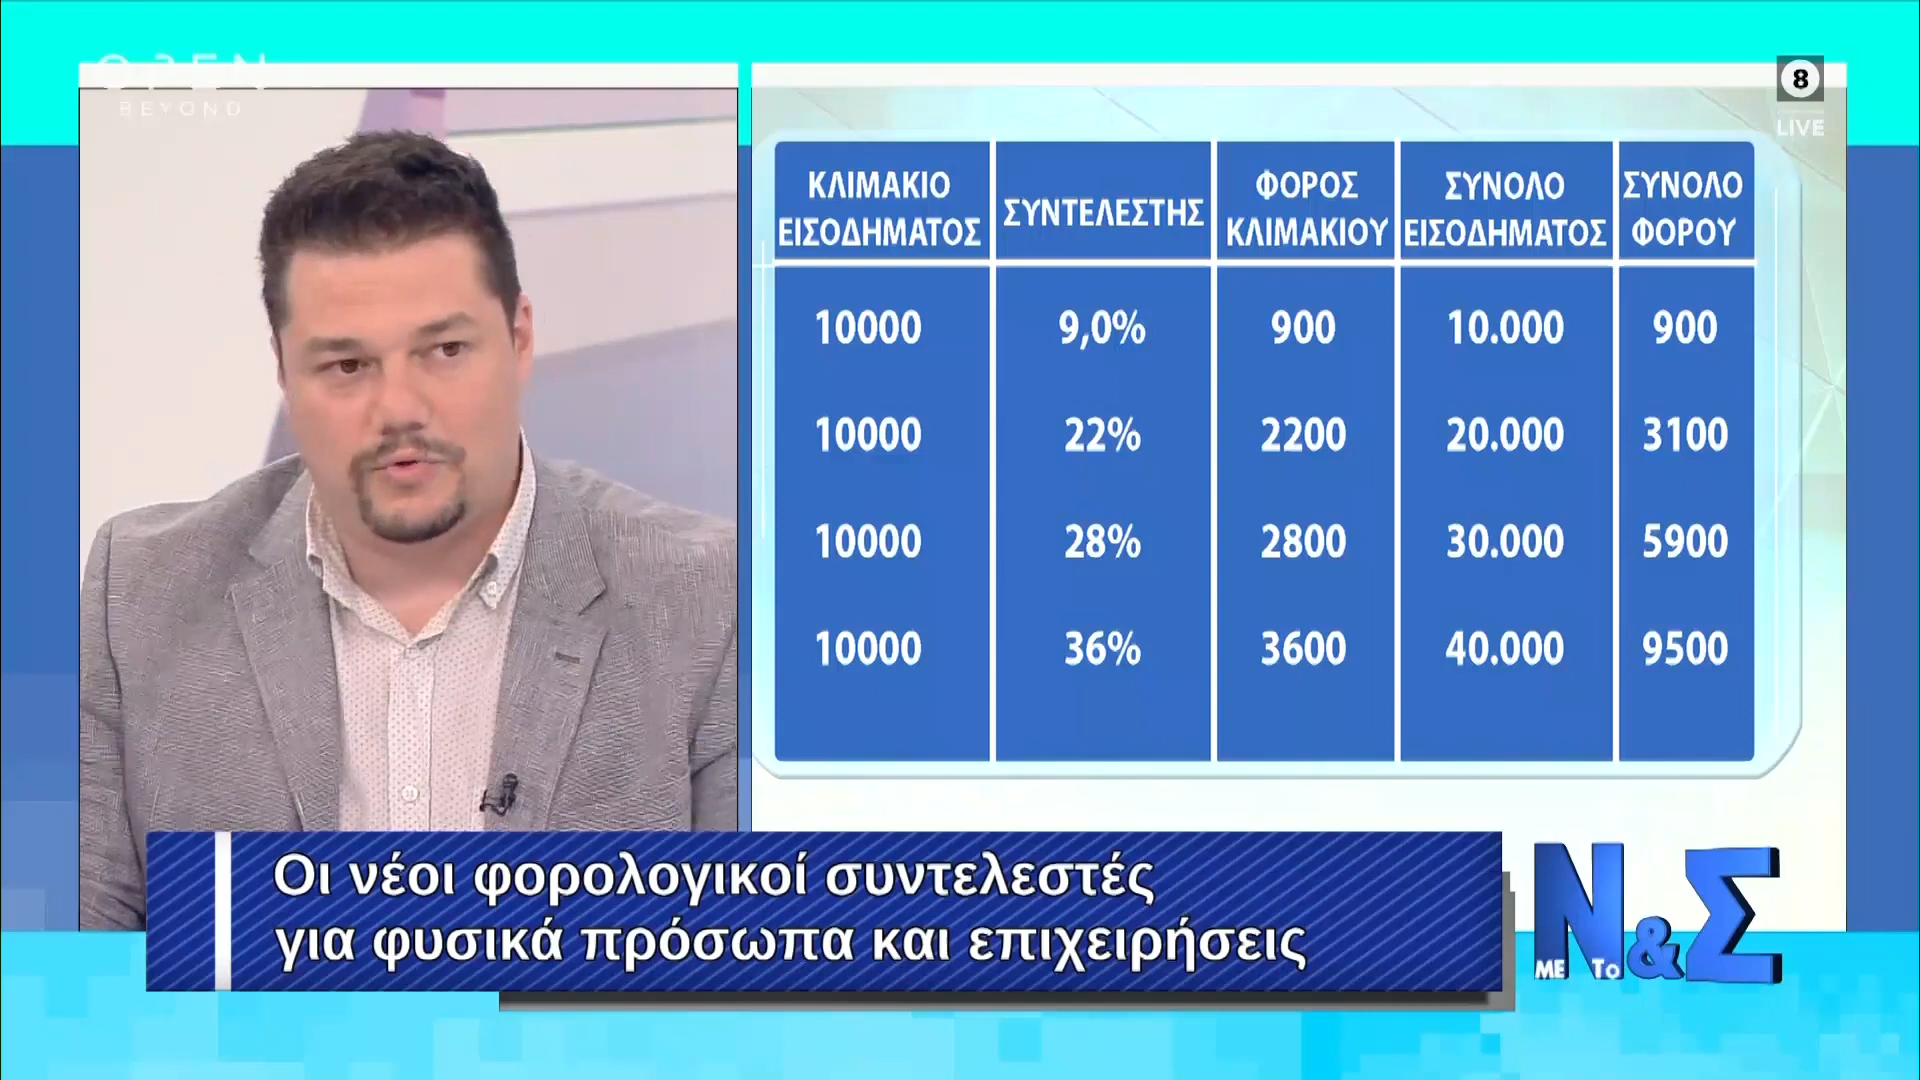 OPEN
BEYOND
8
LIVE
ΚΛΙΜΑΚΙΟ ΕΙΣΟΔΗΜΑΤΟΣ ΣΥΝΤΕΛΕΣΤΗΣ ΦΟΡΟΣ ΚΛΙΜΑΚΙΟΥ ΣΥΝΟΛΟ ΕΙΣΟΔΗΜΑΤΟΣ ΣΥΝΟΛΟ ΦΟΡΟΥ
10000 9,0% 900 10.000 900
10000 22% 2200 20.000 3100
10000 28% 2800 30.000 5900
10000 36% 3600 40.000 9500
Οι νέοι φορολογικοί συντελεστές
για φυσικά πρόσωπα και επιχειρήσεις
ΜΕ Το Ν&Σ